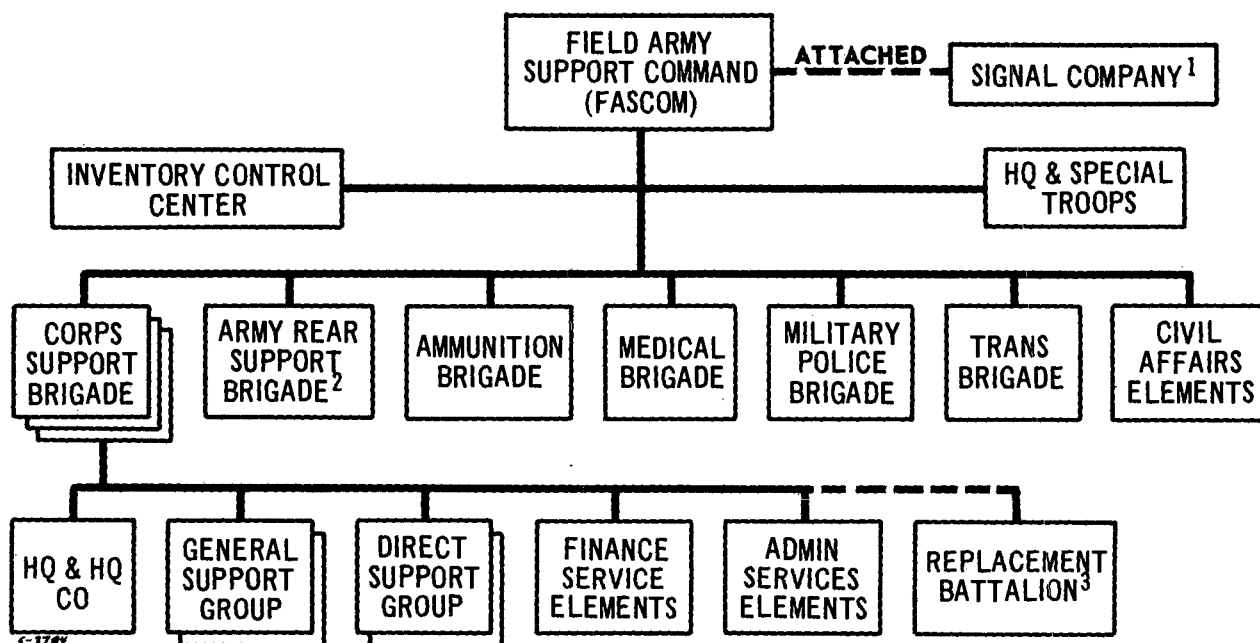 FIELD ARMY
SUPPORT COMMAND
(FASCOM)
ATTACHED
SIGNAL COMPANY¹
INVENTORY CONTROL
CENTER
HQ & SPECIAL
TROOPS
CORPS
SUPPORT
BRIGADE
ARMY REAR
SUPPORT
BRIGADE²
AMMUNITION
BRIGADE
MEDICAL
BRIGADE
MILITARY
POLICE
BRIGADE
TRANS
BRIGADE
CIVIL
AFFAIRS
ELEMENTS
HQ & HQ
CO
GENERAL
SUPPORT
GROUP
DIRECT
SUPPORT
GROUP
FINANCE
SERVICE
ELEMENTS
ADMIN
SERVICES
ELEMENTS
REPLACEMENT
BATTALION³